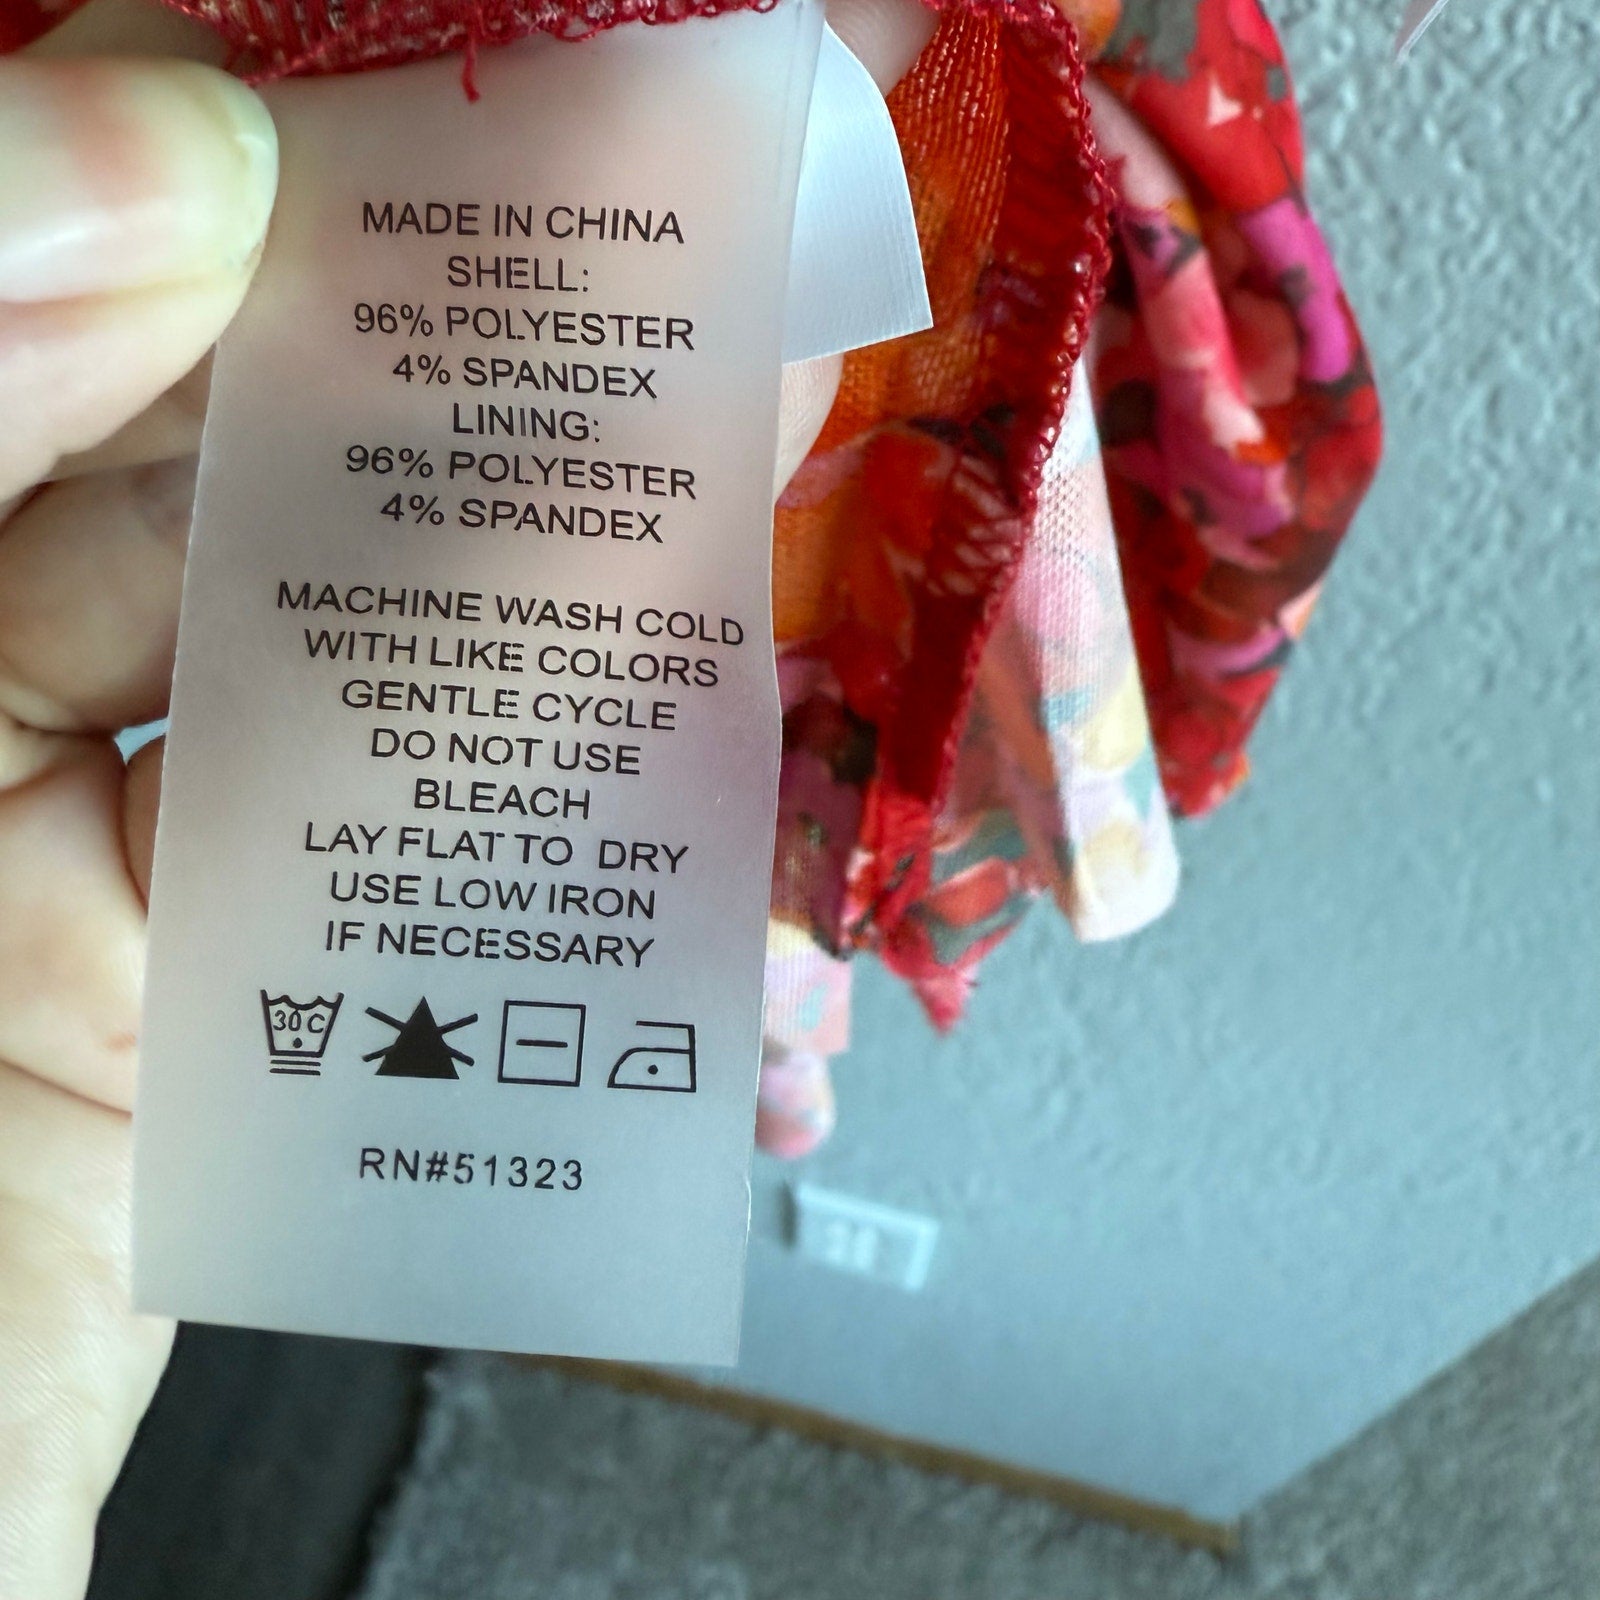 MADE IN CHINA
SHELL:
96% POLYESTER
4% SPANDEX
LINING:
96% POLYESTER
4% SPANDEX
MACHINE WASH COLD
WITH LIKE COLORS
GENTLE CYCLE
DO NOT USE
BLEACH
LAY FLAT TO DRY
USE LOW IRON
IF NECESSARY
30 C
RN#51323